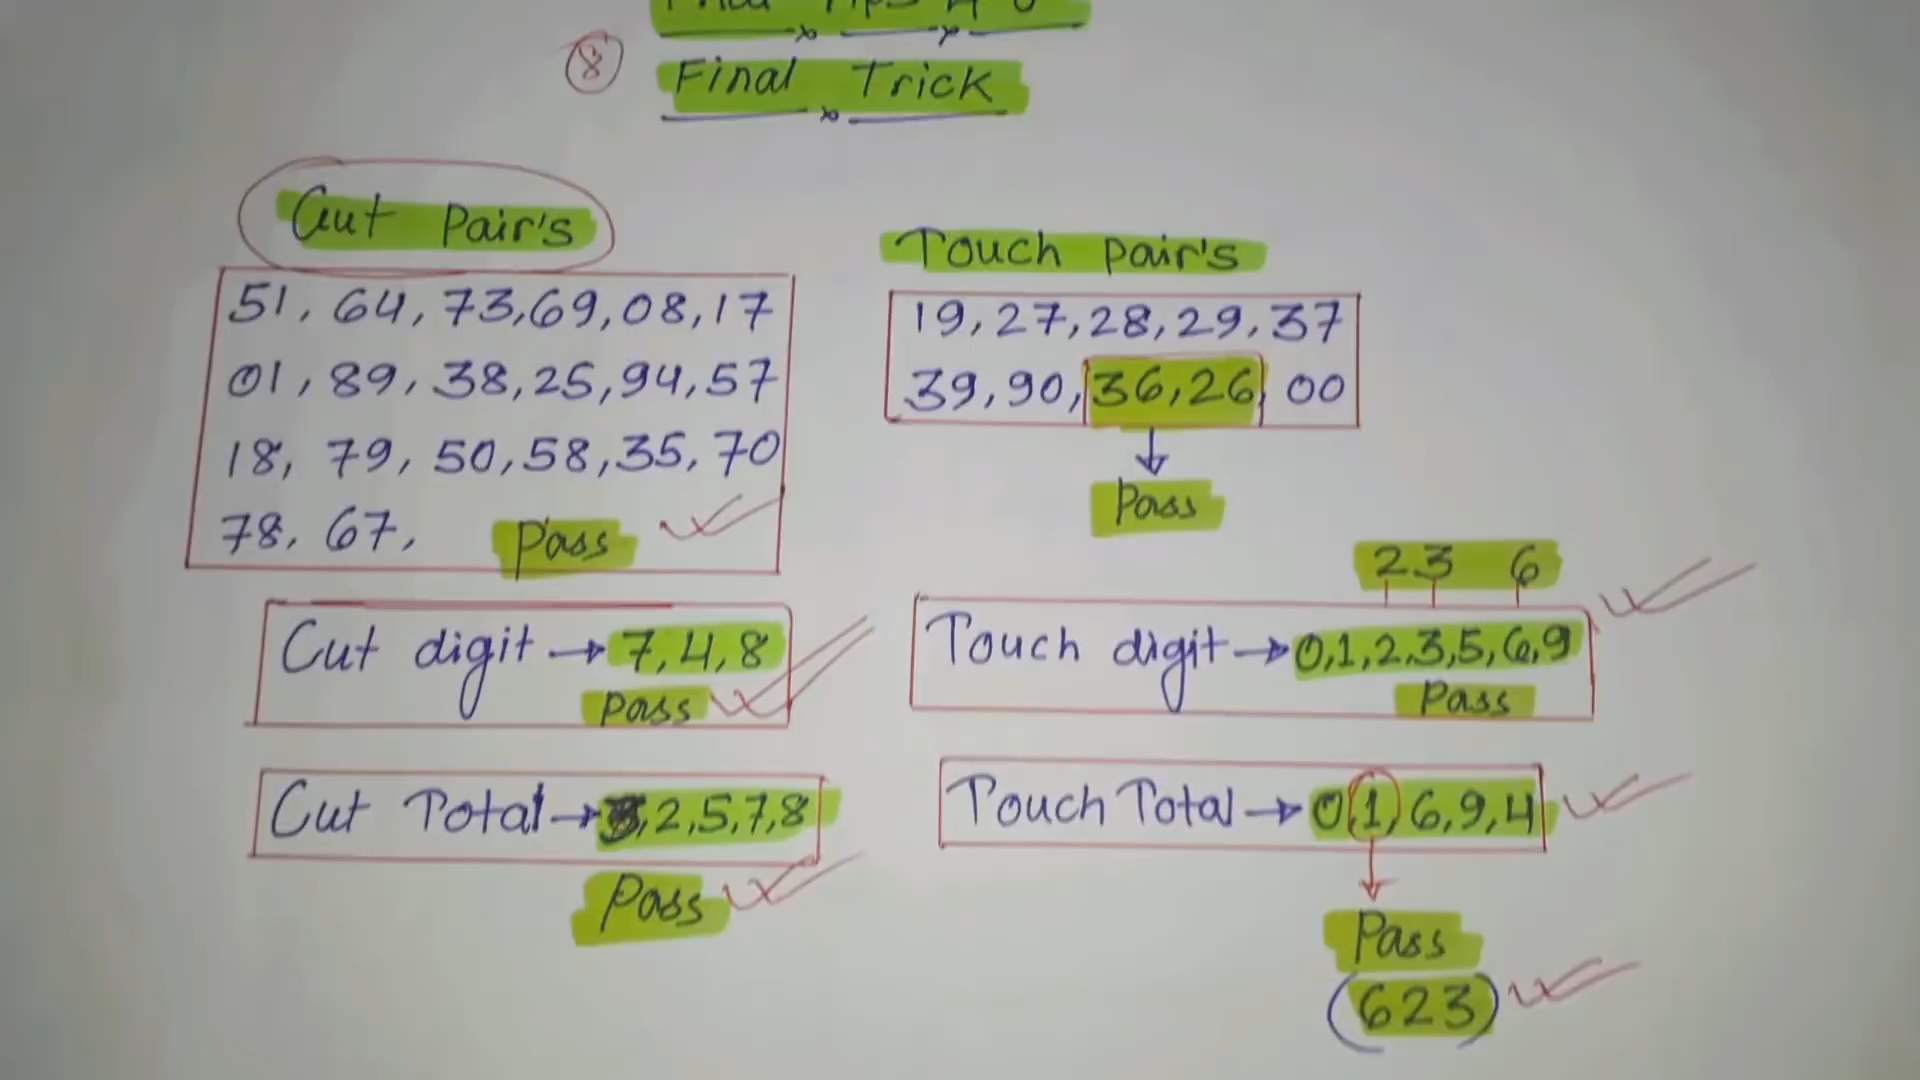 8
Final Trick
Cut Pair's
51, 64, 73, 69, 08, 17
01, 89, 38, 25, 94, 57
18, 79, 50, 58, 35, 70
78, 67, Pass
Touch pair's
19, 27, 28, 29, 37
39, 90, 36, 26, 00
Pass
Cut digit → 7, 4, 8
Pass
2 3 6
Touch digit → 0, 1, 2, 3, 5, 6, 9
Pass
Cut Total → , 2, 5, 7, 8
Pass
Touch Total → 0, 1, 6, 9, 4
Pass
(623)